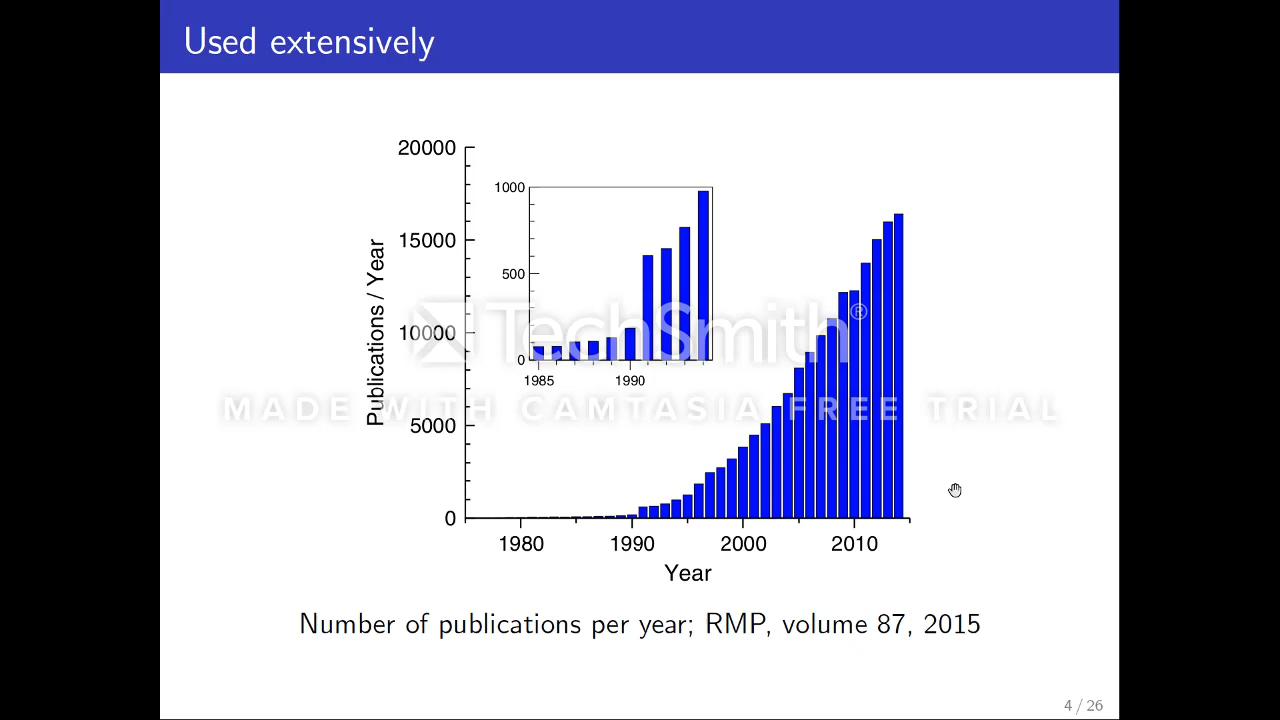 Used extensively
20000
15000
10000
5000
0
Publications / Year
1000
500
0
1985
1990
1980
1990
2000
2010
Year
TechSmith®
MADE WITH CAMTASIA FREE TRIAL
Number of publications per year; RMP, volume 87, 2015
4 / 26